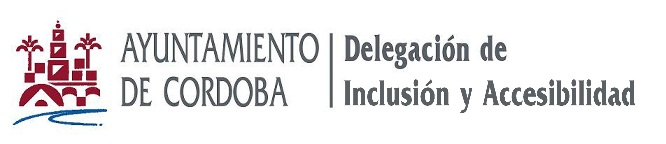 AYUNTAMIENTO
DE CORDOBA
Delegación de
Inclusión y Accesibilidad